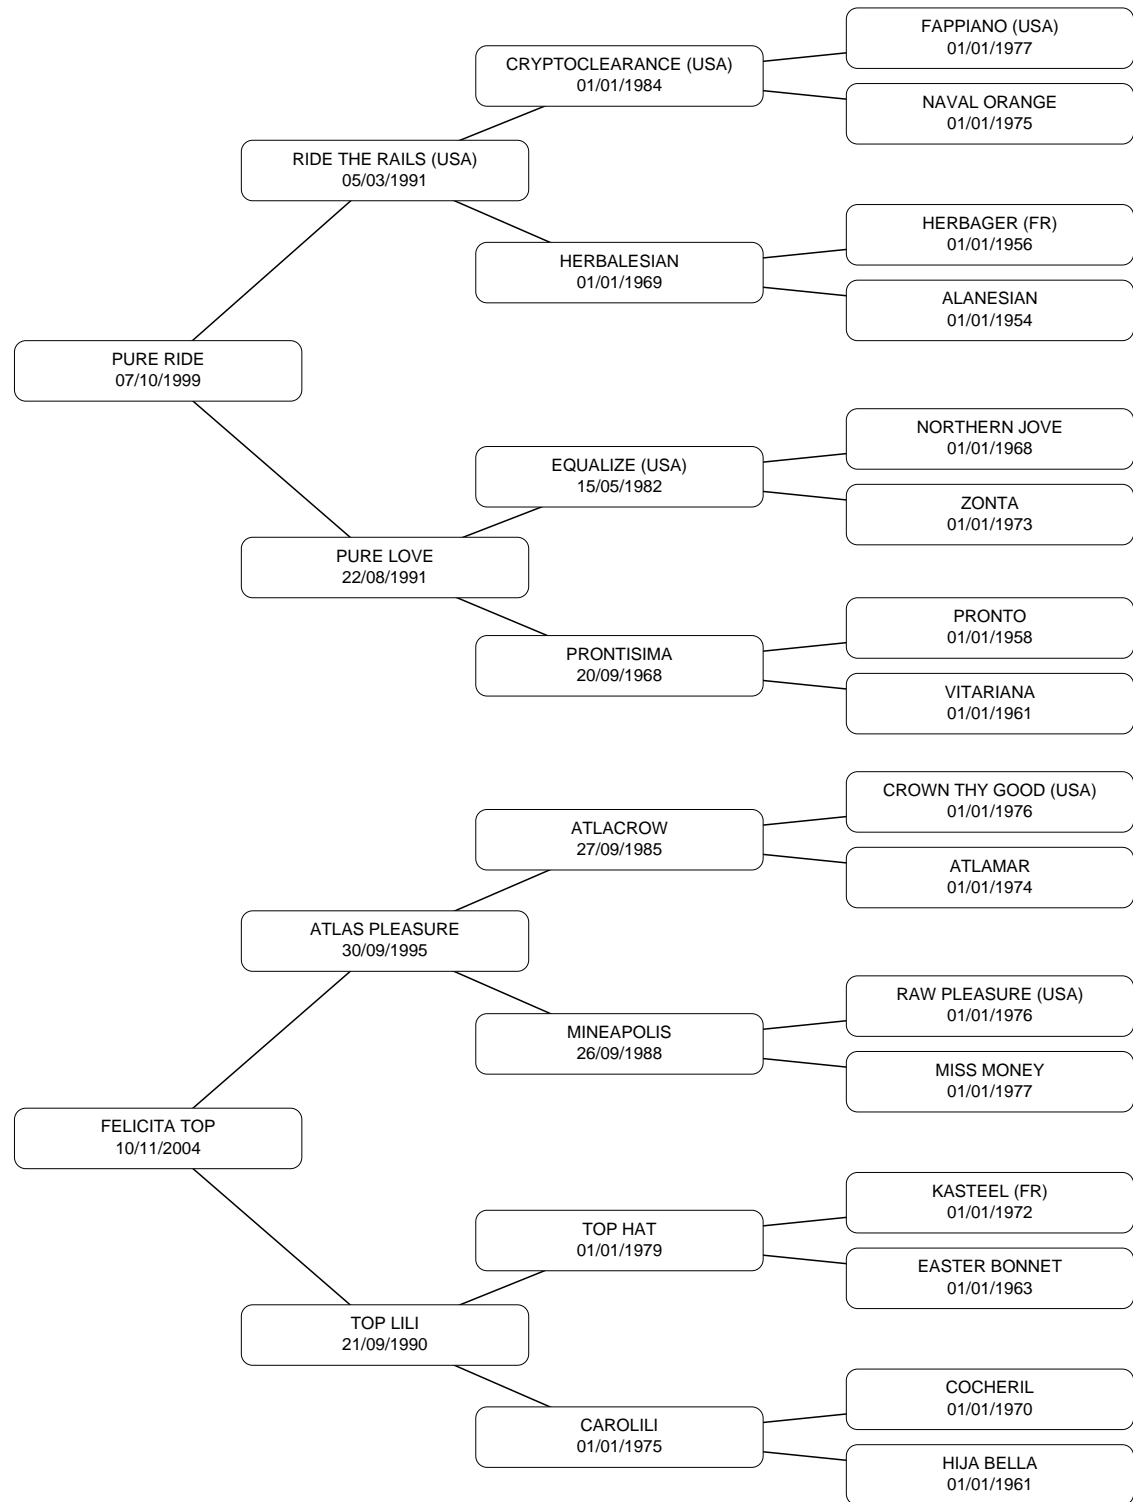 FAPPIANO (USA)
01/01/1977
CRYPTOCLEARANCE (USA)
01/01/1984
NAVAL ORANGE
01/01/1975
RIDE THE RAILS (USA)
05/03/1991
HERBAGER (FR)
01/01/1956
HERBALESIAN
01/01/1969
ALANESIAN
01/01/1954
PURE RIDE
07/10/1999
NORTHERN JOVE
01/01/1968
EQUALIZE (USA)
15/05/1982
ZONTA
01/01/1973
PURE LOVE
22/08/1991
PRONTO
01/01/1958
PRONTISIMA
20/09/1968
VITARIANA
01/01/1961
CROWN THY GOOD (USA)
01/01/1976
ATLACROW
27/09/1985
ATLAMAR
01/01/1974
ATLAS PLEASURE
30/09/1995
RAW PLEASURE (USA)
01/01/1976
MINEAPOLIS
26/09/1988
MISS MONEY
01/01/1977
FELICITA TOP
10/11/2004
KASTEEL (FR)
01/01/1972
TOP HAT
01/01/1979
EASTER BONNET
01/01/1963
TOP LILI
21/09/1990
COCHERIL
01/01/1970
CAROLILI
01/01/1975
HIJA BELLA
01/01/1961